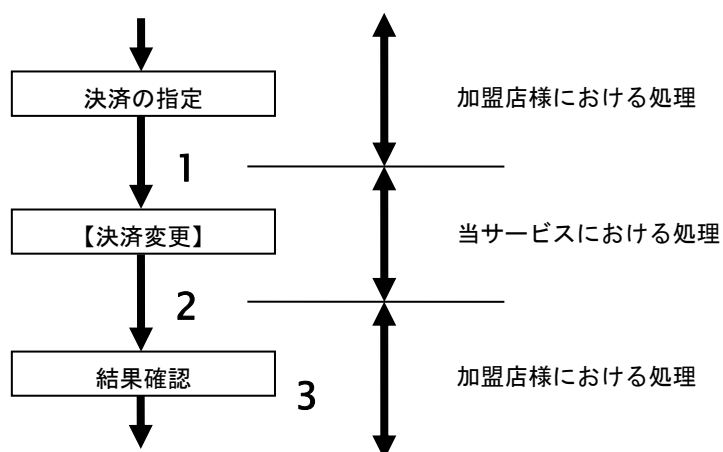 決済の指定
加盟店様における処理
1
【決済変更】
当サービスにおける処理
2
結果確認
加盟店様における処理
3